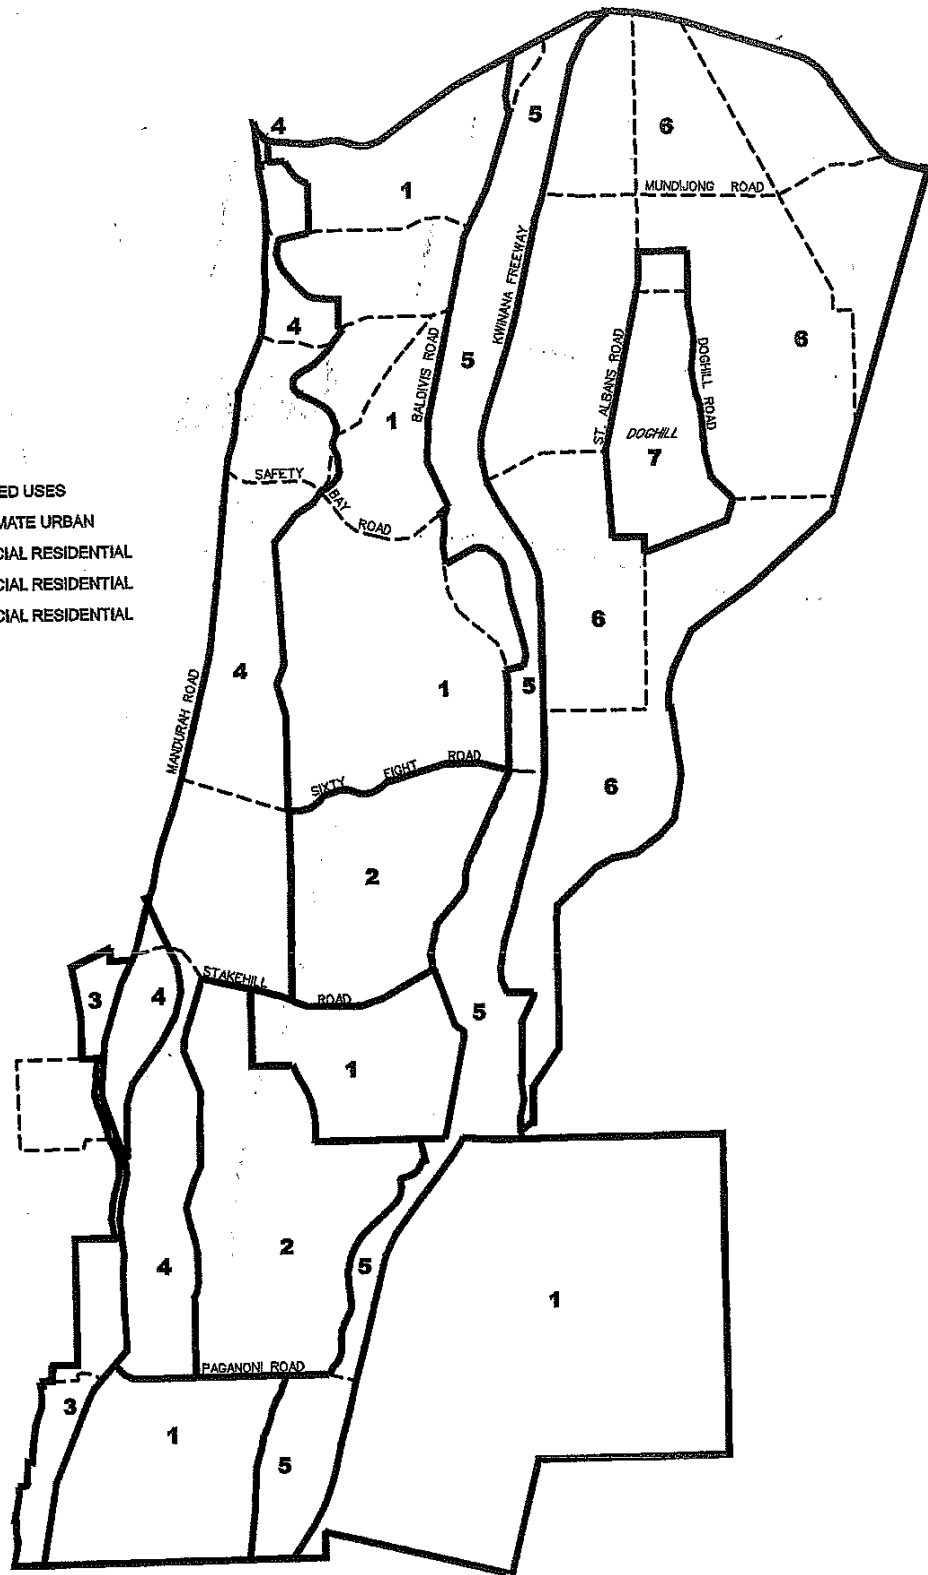 4
5
6
1
MUNDIJONG ROAD
KWINANA FREEWAY
4
BALDIVIS ROAD
5
ST. ALBANS ROAD
DOGHILL ROAD
6
1
DOGHILL
7
SAFETY
BAY
ROAD
ED USES
MATE URBAN
CIAL RESIDENTIAL
CIAL RESIDENTIAL
CIAL RESIDENTIAL
6
4
1
5
MANDURAH ROAD
SIXTY EIGHT ROAD
6
2
STAKEHILL ROAD
3
4
5
1
2
4
5
1
PAGANONI ROAD
3
1
5